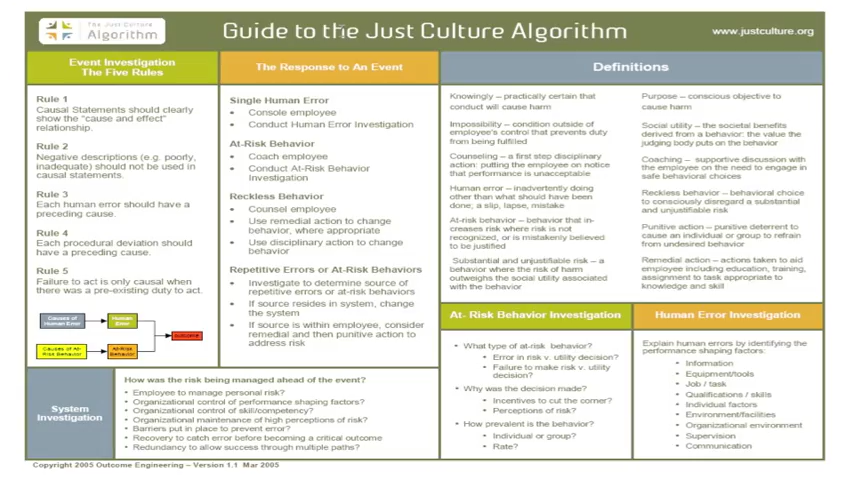 The Just Culture
Algorithm
Guide to the Just Culture Algorithm
www.justculture.org
Event Investigation
The Five Rules
Rule 1
Causal Statements should clearly
show the "cause and effect"
relationship.
Rule 2
Negative descriptions (e.g. poorly,
inadequate) should not be used in
causal statements.
Rule 3
Each human error should have a
preceding cause.
Rule 4
Each procedural deviation should
have a preceding cause.
Rule 5
Failure to act is only causal when
there was a pre-existing duty to act.
Causes of
Human Error
Human
Error
Outcome
Causes of At-
Risk Behavior
At-Risk
Behavior
The Response to An Event
Single Human Error
• Console employee
• Conduct Human Error Investigation
At-Risk Behavior
• Coach employee
• Conduct At-Risk Behavior
Investigation
Reckless Behavior
• Counsel employee
• Use remedial action to change
behavior, where appropriate
• Use disciplinary action to change
behavior
Repetitive Errors or At-Risk Behaviors
• Investigate to determine source of
repetitive errors or at-risk behaviors
• If source resides in system, change
the system
• If source is within employee, consider
remedial and then punitive action to
address risk
Definitions
Knowingly – practically certain that
conduct will cause harm
Impossibility – condition outside of
employee's control that prevents duty
from being fulfilled
Counseling – a first step disciplinary
action: putting the employee on notice
that performance is unacceptable
Human error – inadvertently doing
other than what should have been
done; a slip, lapse, mistake
At-risk behavior – behavior that in-
creases risk where risk is not
recognized, or is mistakenly believed
to be justified
Substantial and unjustifiable risk – a
behavior where the risk of harm
outweighs the social utility associated
with the behavior
Purpose – conscious objective to
cause harm
Social utility – the societal benefits
derived from a behavior: the value the
judging body puts on the behavior
Coaching – supportive discussion with
the employee on the need to engage in
safe behavioral choices
Reckless behavior – behavioral choice
to consciously disregard a substantial
and unjustifiable risk
Punitive action – punitive deterrent to
cause an individual or group to refrain
from undesired behavior
Remedial action – actions taken to aid
employee including education, training,
assignment to task appropriate to
knowledge and skill
At- Risk Behavior Investigation
• What type of at-risk behavior?
• Error in risk v. utility decision?
• Failure to make risk v. utility
decision?
• Why was the decision made?
• Incentives to cut the corner?
• Perceptions of risk?
• How prevalent is the behavior?
• Individual or group?
• Rate?
Human Error Investigation
Explain human errors by identifying the
performance shaping factors:
• Information
• Equipment/tools
• Job / task
• Qualifications / skills
• Individual factors
• Environment/facilities
• Organizational environment
• Supervision
• Communication
System
Investigation
How was the risk being managed ahead of the event?
• Employee to manage personal risk?
• Organizational control of performance shaping factors?
• Organizational control of skill/competency?
• Organizational maintenance of high perceptions of risk?
• Barriers put in place to prevent error?
• Recovery to catch error before becoming a critical outcome
• Redundancy to allow success through multiple paths?
Copyright 2005 Outcome Engineering – Version 1.1 Mar 2005